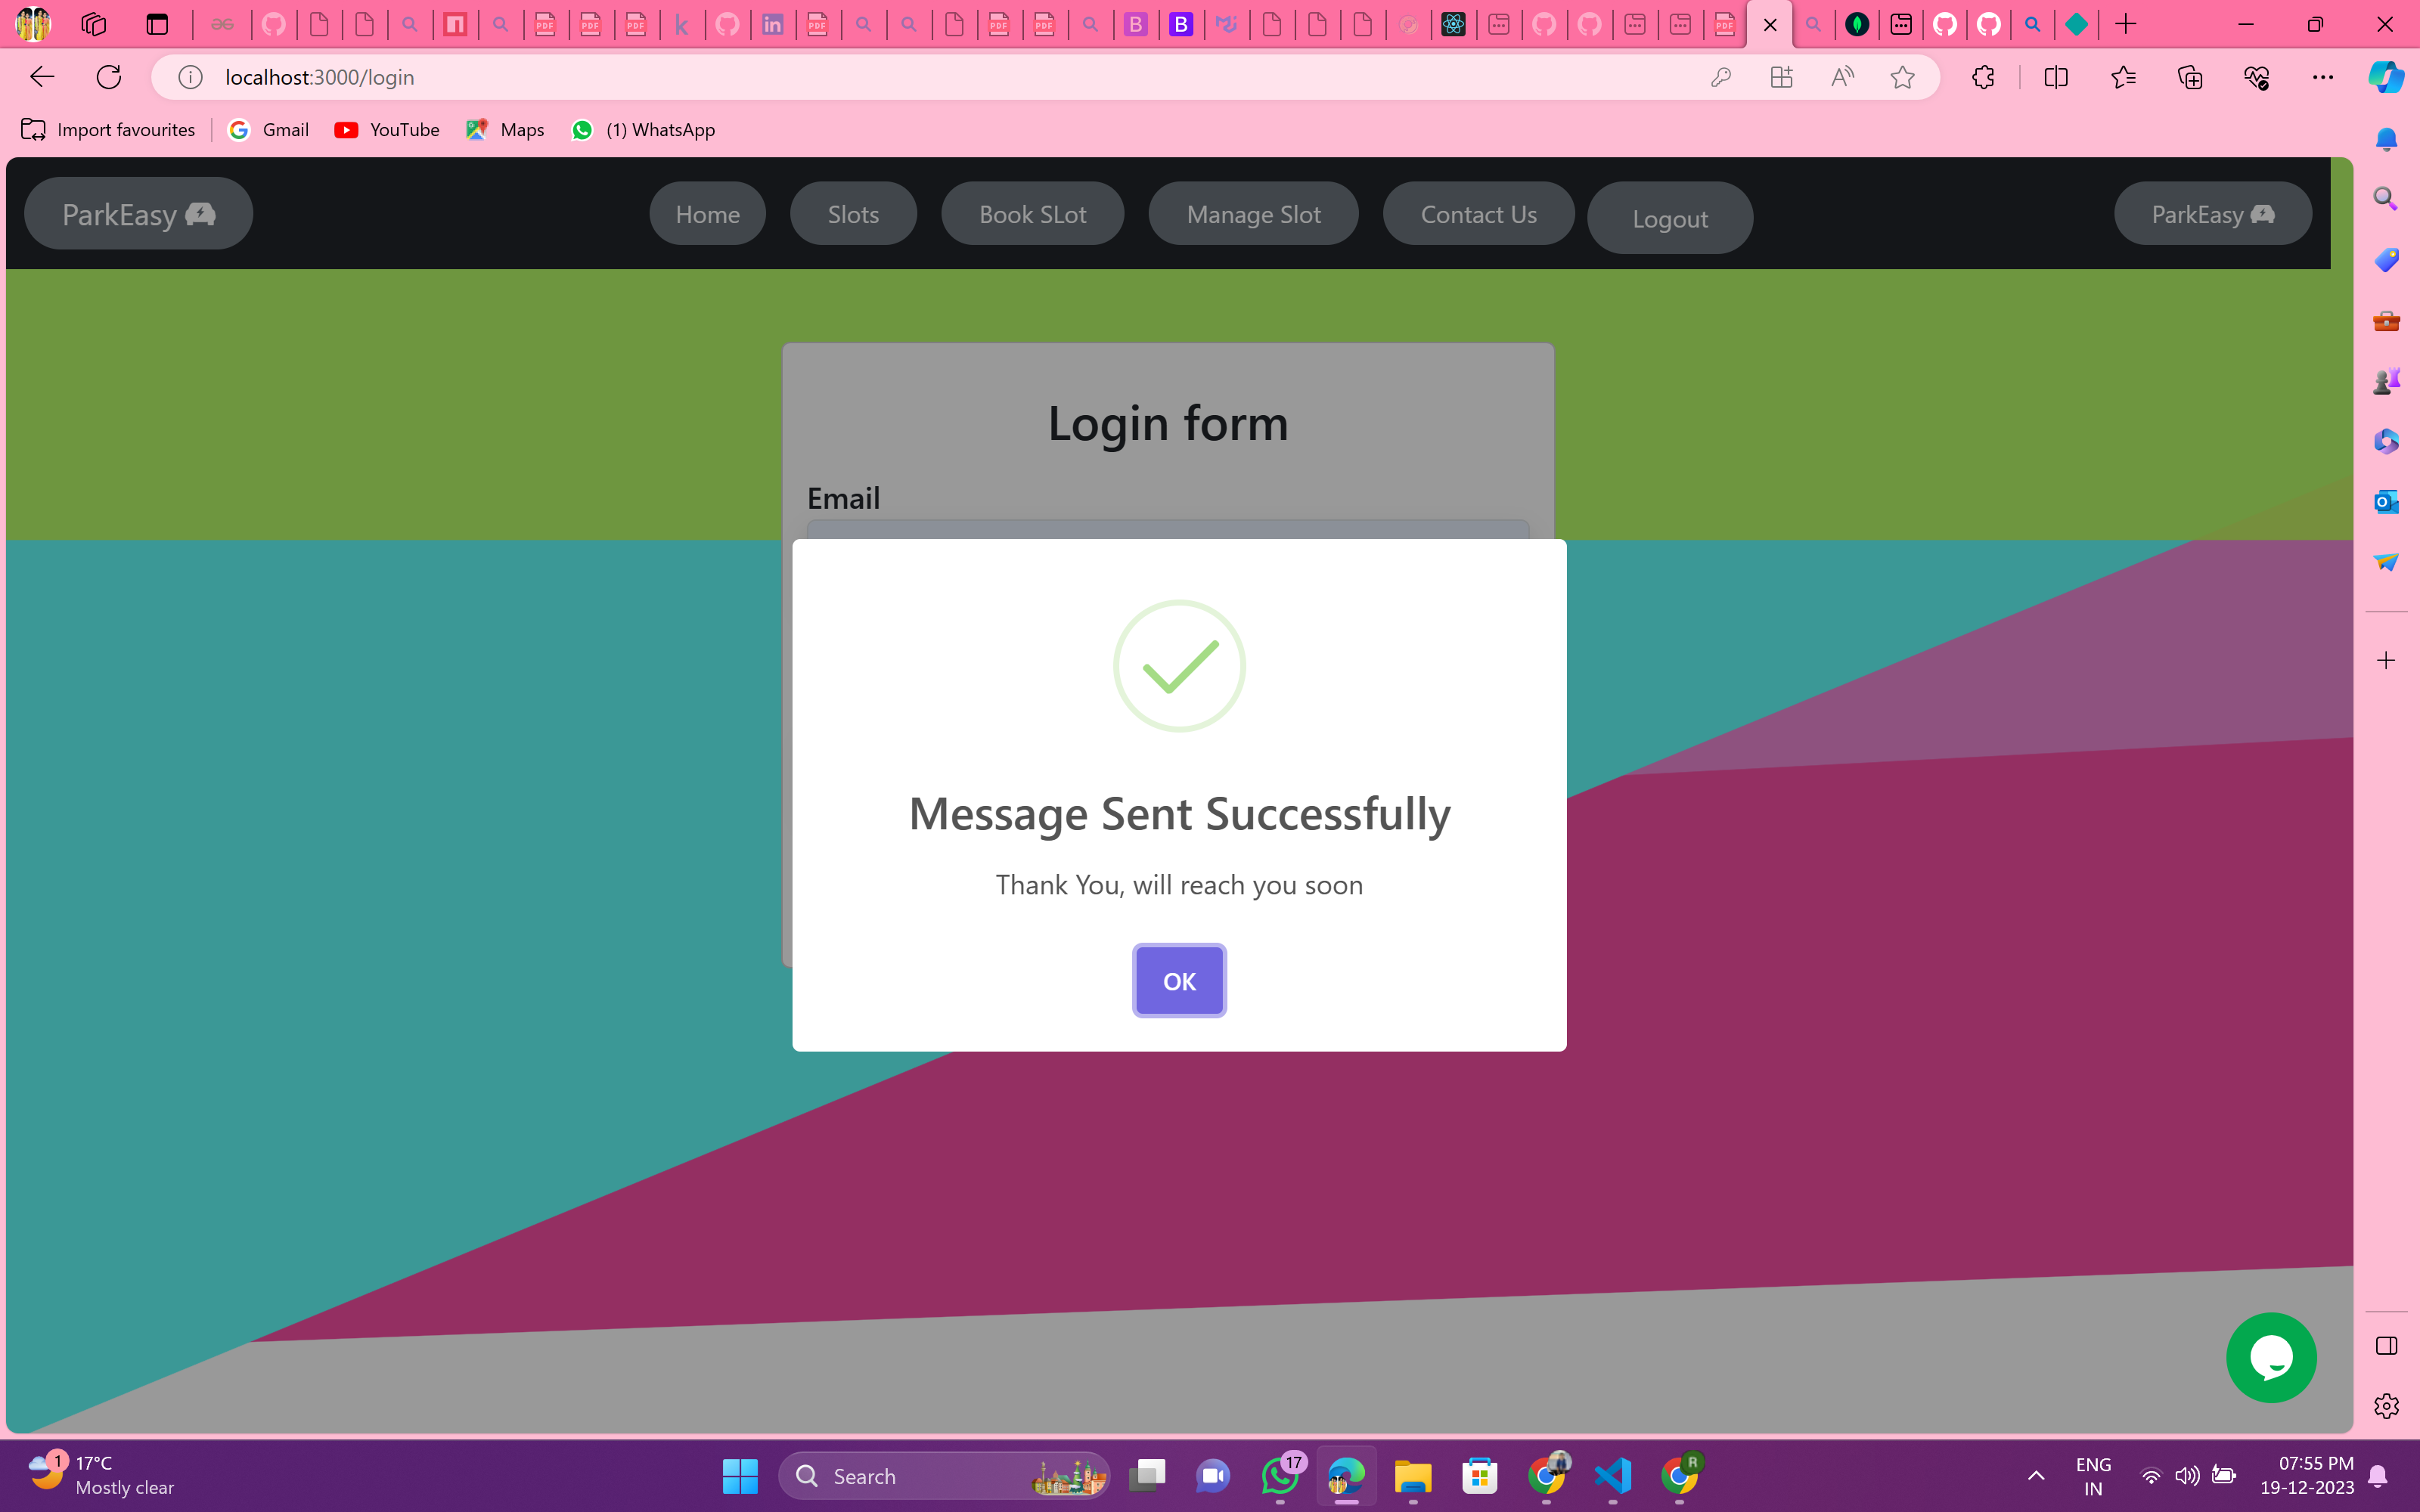 localhost:3000/login
Import favourites
Gmail
YouTube
Maps
(1) WhatsApp
ParkEasy
Home
Slots
Book SLot
Manage Slot
Contact Us
Logout
ParkEasy
Login form
Email
Message Sent Successfully
Thank You, will reach you soon
OK
1
17°C
Mostly clear
Search
17
R
ENG
IN
07:55 PM
19-12-2023